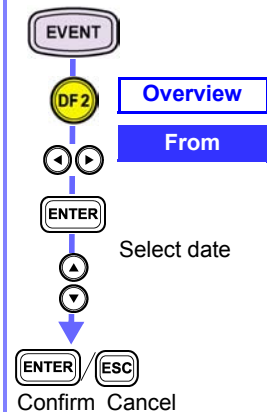 EVENT
DF2 Overview
From
ENTER
Select date
ENTER / ESC
Confirm Cancel